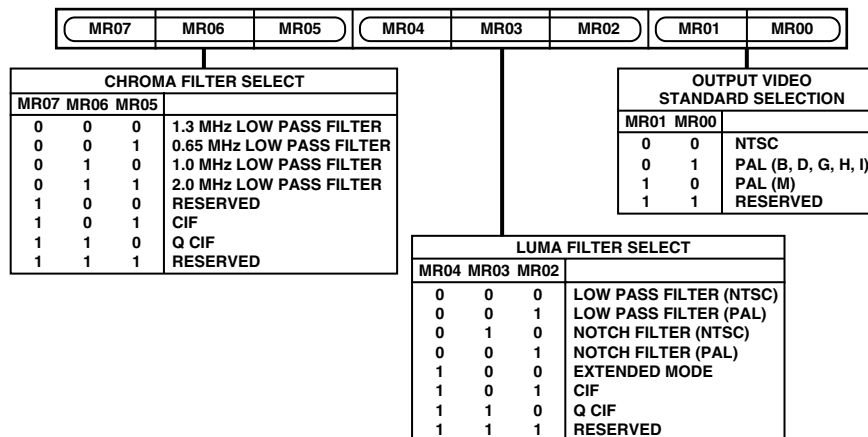 MR07 MR06 MR05 MR04 MR03 MR02 MR01 MR00
CHROMA FILTER SELECT
MR07 MR06 MR05
0 0 0 1.3 MHz LOW PASS FILTER
0 0 1 0.65 MHz LOW PASS FILTER
0 1 0 1.0 MHz LOW PASS FILTER
0 1 1 2.0 MHz LOW PASS FILTER
1 0 0 RESERVED
1 0 1 CIF
1 1 0 Q CIF
1 1 1 RESERVED
OUTPUT VIDEO
STANDARD SELECTION
MR01 MR00
0 0 NTSC
0 1 PAL (B, D, G, H, I)
1 0 PAL (M)
1 1 RESERVED
LUMA FILTER SELECT
MR04 MR03 MR02
0 0 0 LOW PASS FILTER (NTSC)
0 0 1 LOW PASS FILTER (PAL)
0 1 0 NOTCH FILTER (NTSC)
0 0 1 NOTCH FILTER (PAL)
1 0 0 EXTENDED MODE
1 0 1 CIF
1 1 0 Q CIF
1 1 1 RESERVED